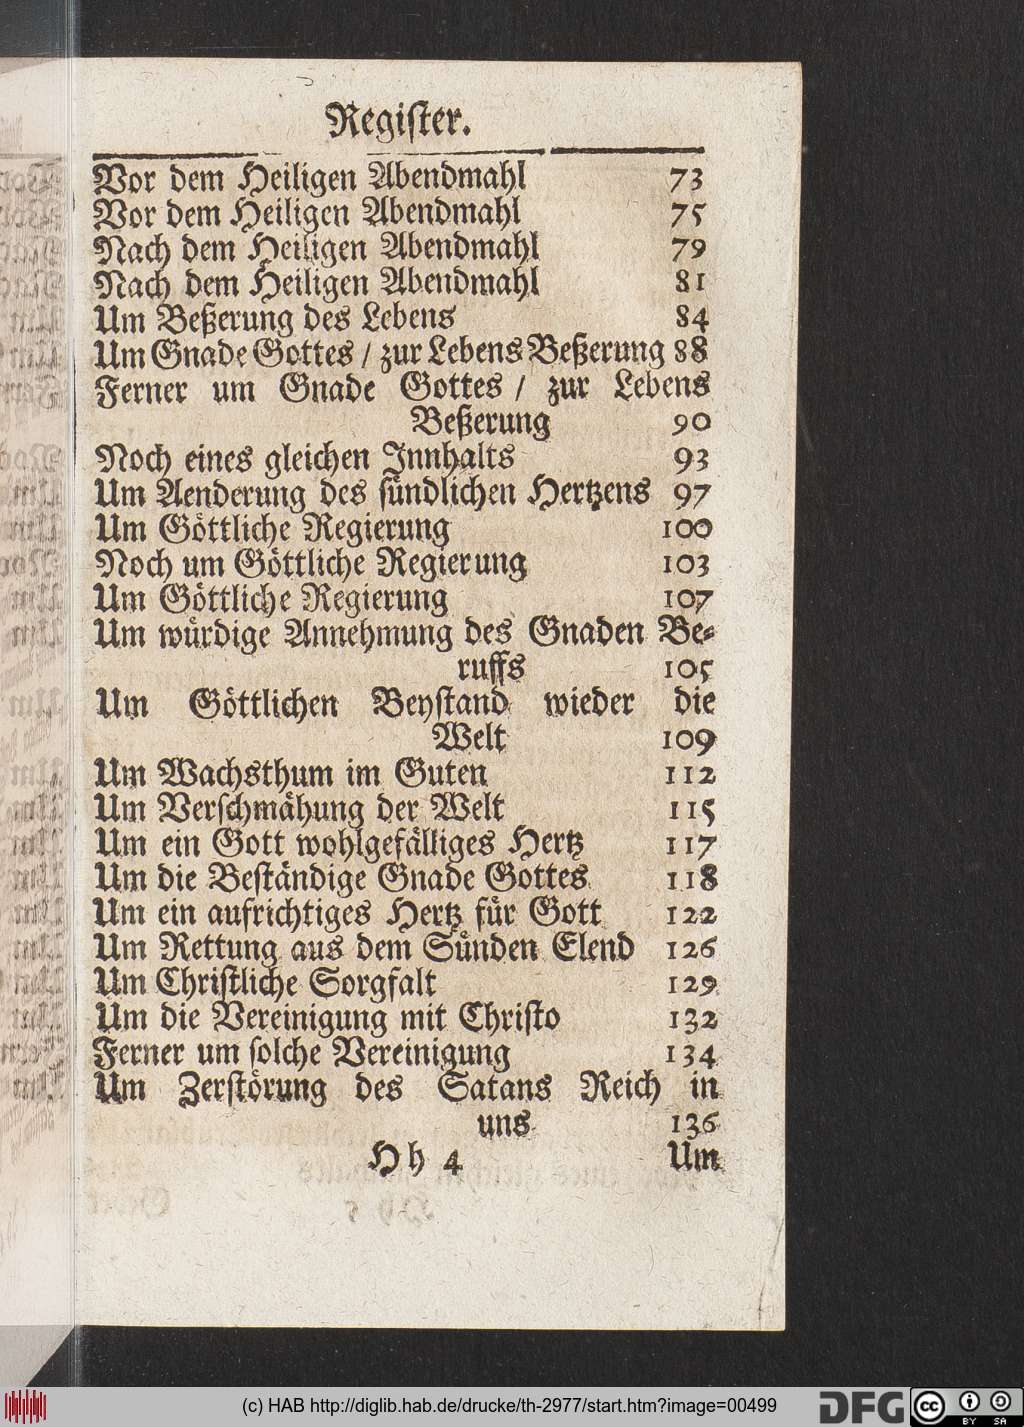 Register.
Vor dem Heiligen Abendmahl 73
Vor dem Heiligen Abendmahl 75
Nach dem Heiligen Abendmahl 79
Nach dem Heiligen Abendmahl 81
Um Beßerung des Lebens 84
Um Gnade Gottes / zur Lebens Beßerung 88
Ferner um Gnade Gottes / zur Lebens
Beßerung 90
Noch eines gleichen Innhalts 93
Um Aenderung des sündlichen Hertzens 97
Um Göttliche Regierung 100
Noch um Göttliche Regierung 103
Um Göttliche Regierung 107
Um würdige Annehmung des Gnaden Be-
ruffs 105
Um Göttlichen Beystand wieder die
Welt 109
Um Wachsthum im Guten 112
Um Verschmähung der Welt 115
Um ein Gott wohlgefälliges Hertz 117
Um die Beständige Gnade Gottes 118
Um ein aufrichtiges Hertz für Gott 122
Um Rettung aus dem Sünden Elend 126
Um Christliche Sorgfalt 129
Um die Vereinigung mit Christo 132
Ferner um solche Vereinigung 134
Um Zerstörung des Satans Reich in
uns 136
Hh 4 Um
(c) HAB http://diglib.hab.de/drucke/th-2977/start.htm?image=00499
DFG
cc BY SA